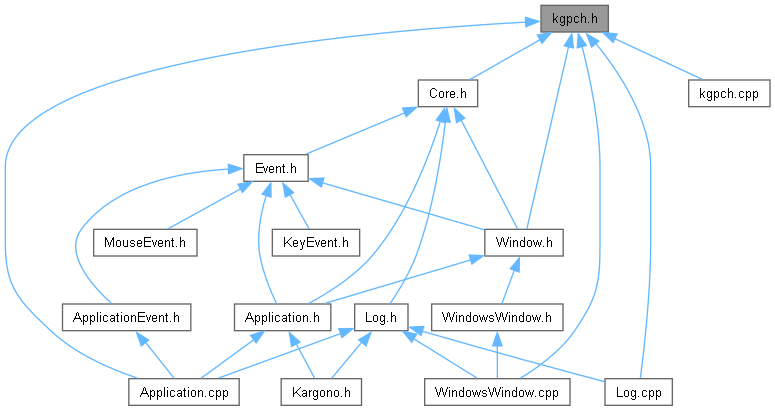 kgpch.h
Core.h
kgpch.cpp
Event.h
MouseEvent.h
KeyEvent.h
Window.h
ApplicationEvent.h
Application.h
Log.h
WindowsWindow.h
Application.cpp
Kargono.h
WindowsWindow.cpp
Log.cpp